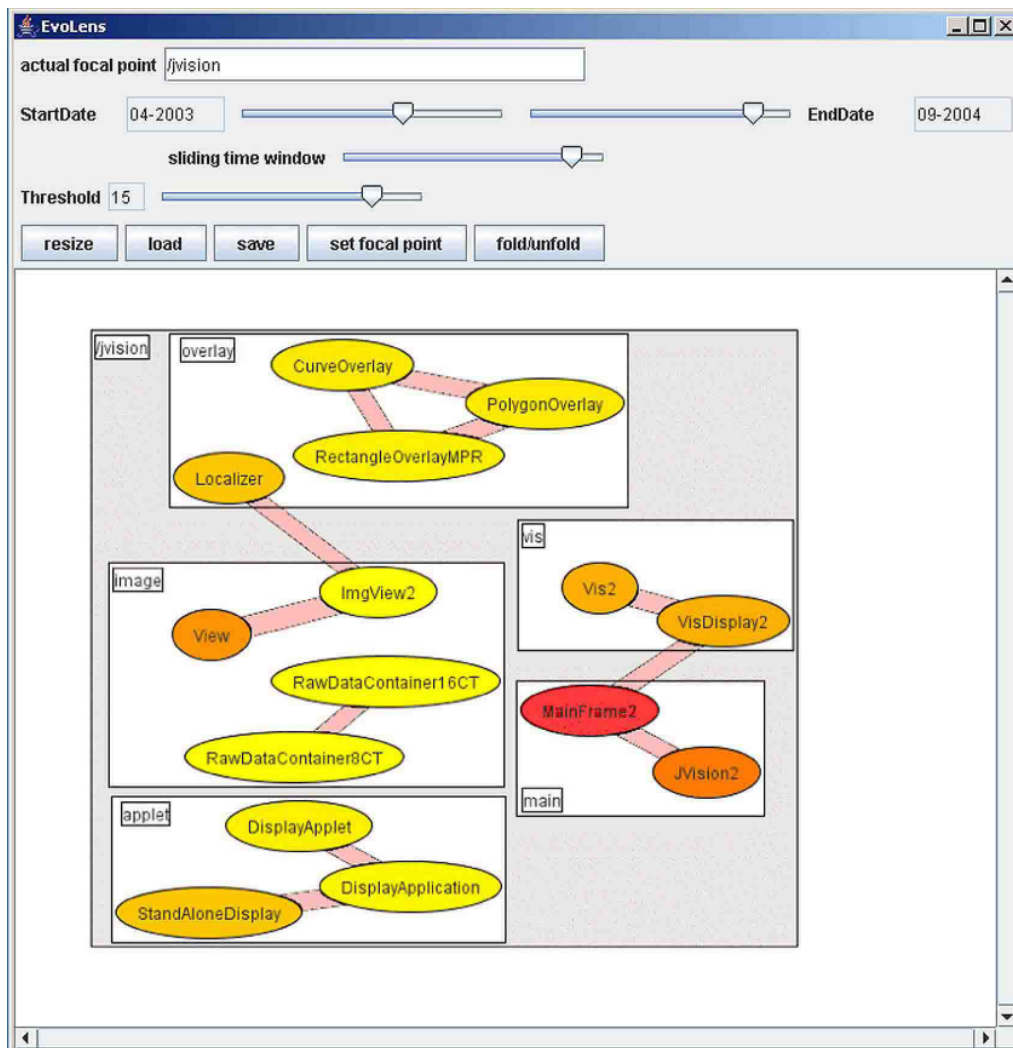 EvoLens
actual focal point /jvision
StartDate 04-2003 EndDate 09-2004
sliding time window
Threshold 15
resize load save set focal point fold/unfold
/jvision
overlay
CurveOverlay
PolygonOverlay
RectangleOverlayMPR
Localizer
vis
image
Vis2
ImgView2
VisDisplay2
View
RawDataContainer16CT
MainFrame2
RawDataContainer8CT
JVision2
main
applet
DisplayApplet
DisplayApplication
StandAloneDisplay